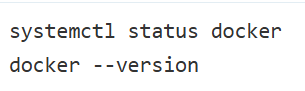 systemctl status docker
docker --version